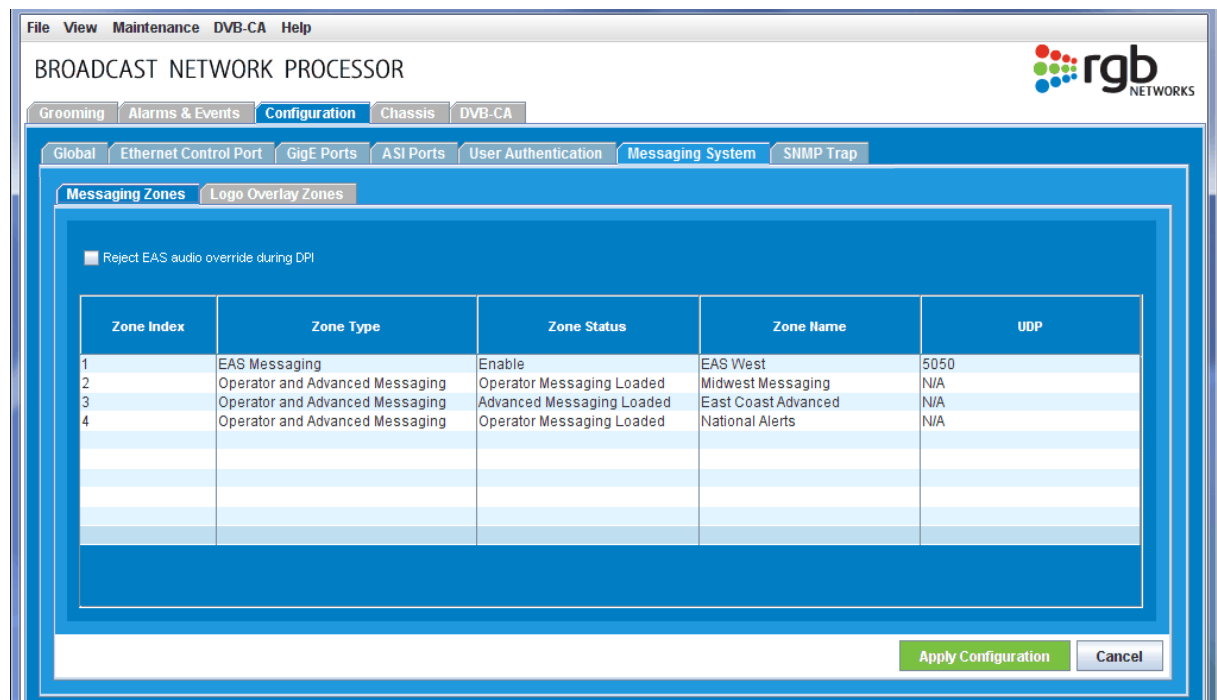 File View Maintenance DVB-CA Help
BROADCAST NETWORK PROCESSOR
rgb
NETWORKS
Grooming Alarms & Events Configuration Chassis DVB-CA
Global Ethernet Control Port GigE Ports ASI Ports User Authentication Messaging System SNMP Trap
Messaging Zones Logo Overlay Zones
Reject EAS audio override during DPI
Zone Index Zone Type Zone Status Zone Name UDP
1 EAS Messaging Enable EAS West 5050
2 Operator and Advanced Messaging Operator Messaging Loaded Midwest Messaging N/A
3 Operator and Advanced Messaging Advanced Messaging Loaded East Coast Advanced N/A
4 Operator and Advanced Messaging Operator Messaging Loaded National Alerts N/A
Apply Configuration Cancel